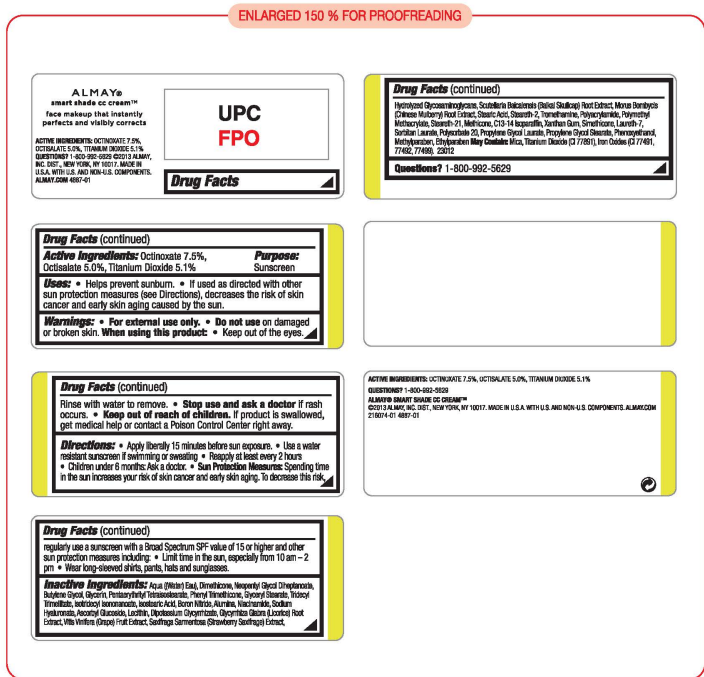 ENLARGED 150 % FOR PROOFREADING
ALMAY®
smart shade cc cream™
face makeup that instantly
perfects and visibly corrects
ACTIVE INGREDIENTS: OCTINOXATE 7.5%,
OCTISALATE 5.0%, TITANIUM DIOXIDE 5.1%
QUESTIONS? 1-800-992-5629 ©2013 ALMAY,
INC. DIST., NEW YORK, NY 10017. MADE IN
U.S.A. WITH U.S. AND NON-U.S. COMPONENTS.
ALMAY.COM 4887-01
UPC
FPO
Drug Facts
Drug Facts (continued)
Hydrolyzed Glycosaminoglycans, Scutellaria Baicalensis (Baikal Skullcap) Root Extract, Morus Bombycis
(Chinese Mulberry) Root Extract, Stearic Acid, Steareth-2, Tromethamine, Polyacrylamide, Polymethyl
Methacrylate, Steareth-21, Methicone, C13-14 Isoparaffin, Xanthan Gum, Simethicone, Laureth-7,
Sorbitan Laurate, Polysorbate 20, Propylene Glycol Laurate, Propylene Glycol Stearate, Phenoxyethanol,
Methylparaben, Ethylparaben May Contain: Mica, Titanium Dioxide (CI 77891), Iron Oxides (CI 77491,
77492, 77499). 23012
Questions? 1-800-992-5629
Drug Facts (continued)
Active Ingredients: Octinoxate 7.5%, Purpose:
Octisalate 5.0%, Titanium Dioxide 5.1% Sunscreen
Uses: • Helps prevent sunburn. • If used as directed with other
sun protection measures (see Directions), decreases the risk of skin
cancer and early skin aging caused by the sun.
Warnings: • For external use only. • Do not use on damaged
or broken skin. When using this product: • Keep out of the eyes.
Drug Facts (continued)
Rinse with water to remove. • Stop use and ask a doctor if rash
occurs. • Keep out of reach of children. If product is swallowed,
get medical help or contact a Poison Control Center right away.
Directions: • Apply liberally 15 minutes before sun exposure. • Use a water
resistant sunscreen if swimming or sweating • Reapply at least every 2 hours
• Children under 6 months: Ask a doctor. • Sun Protection Measures: Spending time
in the sun increases your risk of skin cancer and early skin aging. To decrease this risk,
ACTIVE INGREDIENTS: OCTINOXATE 7.5%, OCTISALATE 5.0%, TITANIUM DIOXIDE 5.1%
QUESTIONS? 1-800-992-5629
ALMAY® SMART SHADE CC CREAM™
©2013 ALMAY, INC. DIST., NEW YORK, NY 10017. MADE IN U.S.A. WITH U.S. AND NON-U.S. COMPONENTS. ALMAY.COM
216074-01 4887-01
Drug Facts (continued)
regularly use a sunscreen with a Broad Spectrum SPF value of 15 or higher and other
sun protection measures including: • Limit time in the sun, especially from 10 am – 2
pm • Wear long-sleeved shirts, pants, hats and sunglasses.
Inactive Ingredients: Aqua ((Water) Eau), Dimethicone, Neopentyl Glycol Diheptanoate,
Butylene Glycol, Glycerin, Pentaerythrityl Tetraisostearate, Phenyl Trimethicone, Glyceryl Stearate, Tridecyl
Trimellitate, Isotridecyl Isononanoate, Isostearic Acid, Boron Nitride, Alumina, Niacinamide, Sodium
Hyaluronate, Ascorbyl Glucoside, Lecithin, Dipotassium Glycyrrhizate, Glycyrrhiza Glabra (Licorice) Root
Extract, Vitis Vinifera (Grape) Fruit Extract, Saxifraga Sarmentosa (Strawberry Saxifrage) Extract,